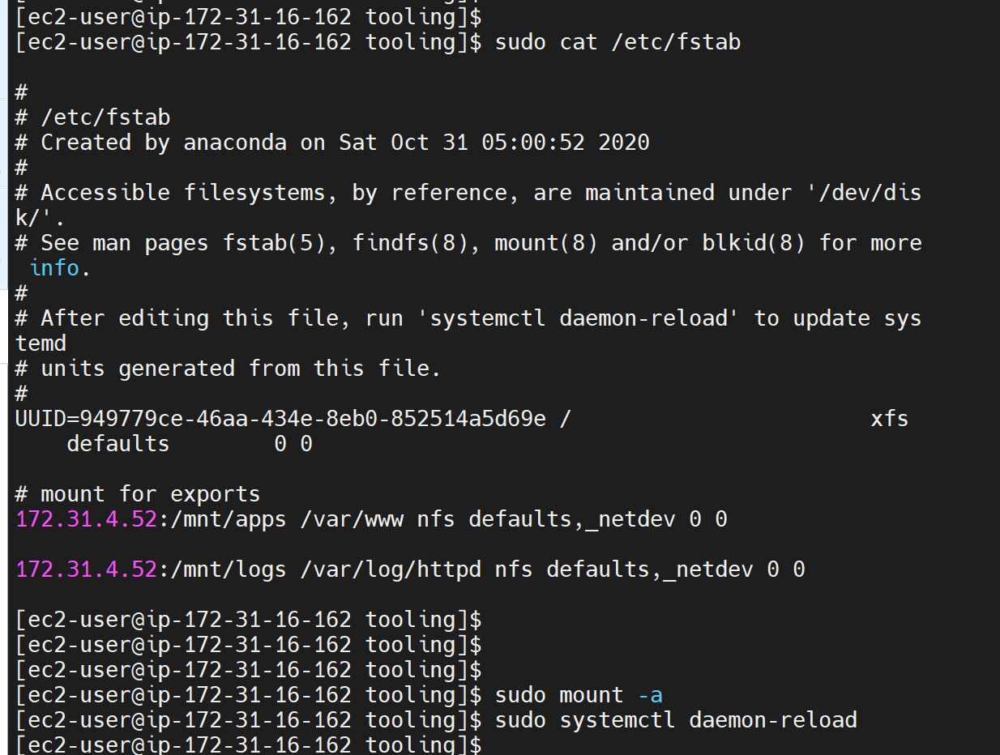 [ec2-user@ip-172-31-16-162 tooling]$
[ec2-user@ip-172-31-16-162 tooling]$ sudo cat /etc/fstab
#
# /etc/fstab
# Created by anaconda on Sat Oct 31 05:00:52 2020
#
# Accessible filesystems, by reference, are maintained under '/dev/dis
k/'.
# See man pages fstab(5), findfs(8), mount(8) and/or blkid(8) for more
 info.
#
# After editing this file, run 'systemctl daemon-reload' to update sys
temd
# units generated from this file.
#
UUID=949779ce-46aa-434e-8eb0-852514a5d69e /                       xfs
    defaults        0 0
# mount for exports
172.31.4.52:/mnt/apps /var/www nfs defaults,_netdev 0 0
172.31.4.52:/mnt/logs /var/log/httpd nfs defaults,_netdev 0 0
[ec2-user@ip-172-31-16-162 tooling]$
[ec2-user@ip-172-31-16-162 tooling]$
[ec2-user@ip-172-31-16-162 tooling]$
[ec2-user@ip-172-31-16-162 tooling]$ sudo mount -a
[ec2-user@ip-172-31-16-162 tooling]$ sudo systemctl daemon-reload
[ec2-user@ip-172-31-16-162 tooling]$